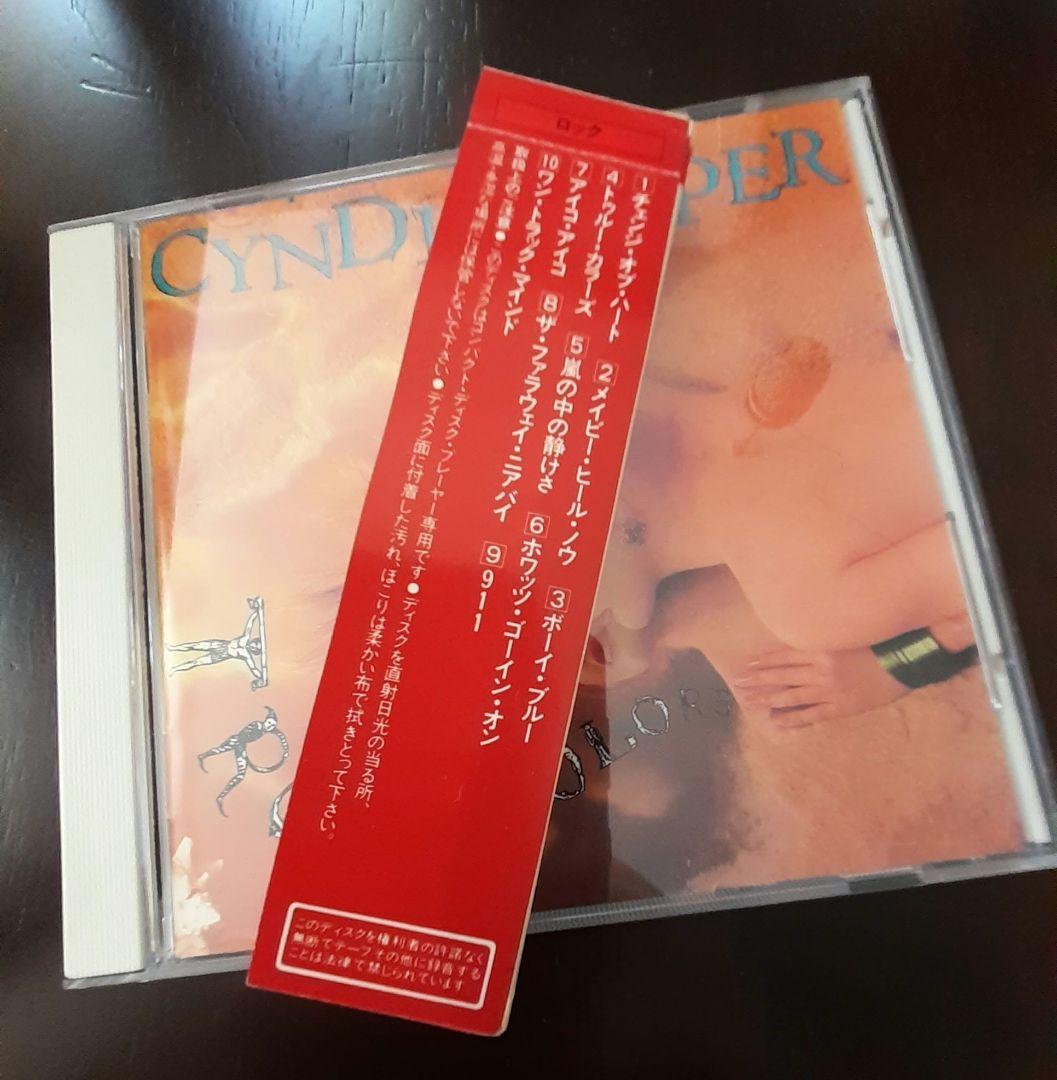 CYNDI
PER
TR
OLORS
ロック
1 チェンジ・オブ・ハート 2 メイビー・ヒール・ノウ 3 ボーイ・ブルー
4 トゥルー・カラーズ 5 嵐の中の静けさ 6 ホワッツ・ゴーイン・オン
7 アイコ・アイコ 8 ザ・ファラウェイ・ニアバイ 9 911
10 ワン・トラック・マインド
取扱上のご注意●このディスクはコンパクト・ディスク・プレーヤー専用です●ディスクを直射日光の当る所、
高温・多湿な場所には保管しないで下さい●ディスク面に付着した汚れ、ほこりは柔かい布で拭きとって下さい。
このディスクを権利者の許諾なく
無断でテープその他に録音する
ことは法律で禁じられています